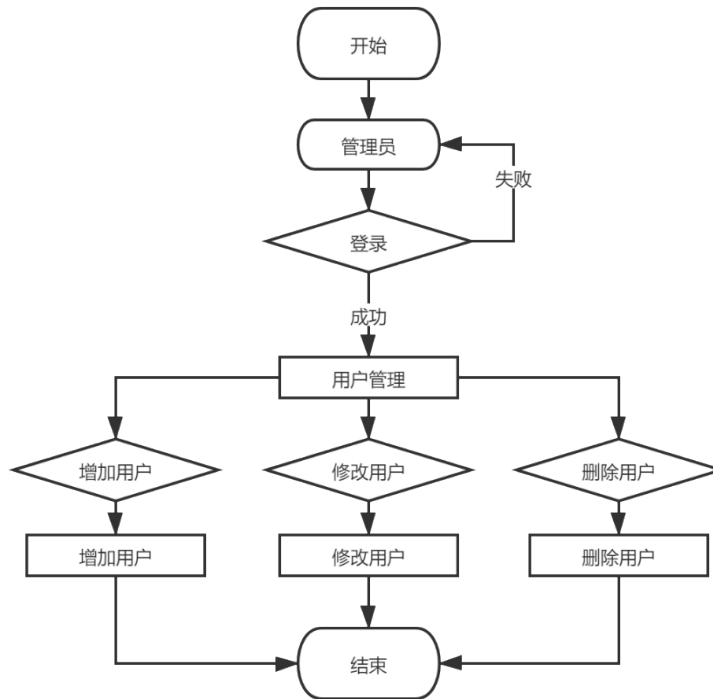 开始
管理员
失败
登录
成功
用户管理
增加用户
修改用户
删除用户
增加用户
修改用户
删除用户
结束